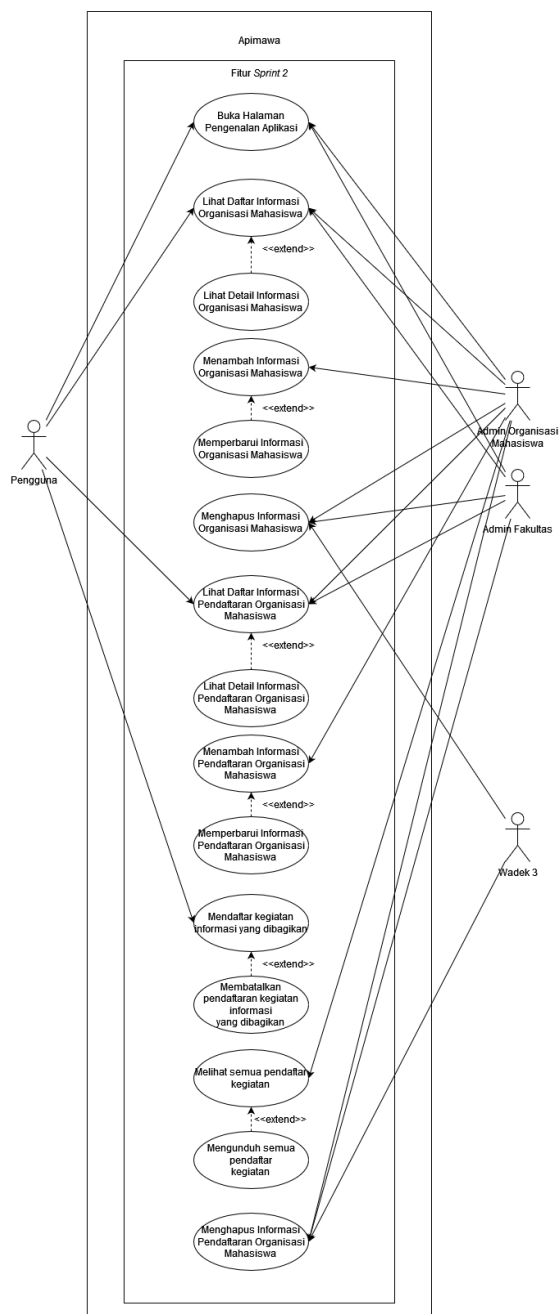 Apimawa
Fitur Sprint 2
Buka Halaman
Pengenalan Aplikasi
Lihat Daftar Informasi
Organisasi Mahasiswa
<<extend>>
Lihat Detail Informasi
Organisasi Mahasiswa
Menambah Informasi
Organisasi Mahasiswa
<<extend>>
Memperbarui Informasi
Organisasi Mahasiswa
Menghapus Informasi
Organisasi Mahasiswa
Lihat Daftar Informasi
Pendaftaran Organisasi
Mahasiswa
<<extend>>
Lihat Detail Informasi
Pendaftaran Organisasi
Mahasiswa
Menambah Informasi
Pendaftaran Organisasi
Mahasiswa
<<extend>>
Memperbarui Informasi
Pendaftaran Organisasi
Mahasiswa
Mendaftar kegiatan
informasi yang dibagikan
<<extend>>
Membatalkan
pendaftaran kegiatan
informasi
yang dibagikan
Melihat semua pendaftar
kegiatan
<<extend>>
Mengunduh semua
pendaftar
kegiatan
Menghapus Informasi
Pendaftaran Organisasi
Mahasiswa
Pengguna
Admin Organisasi
Mahasiswa
Admin Fakultas
Wadek 3